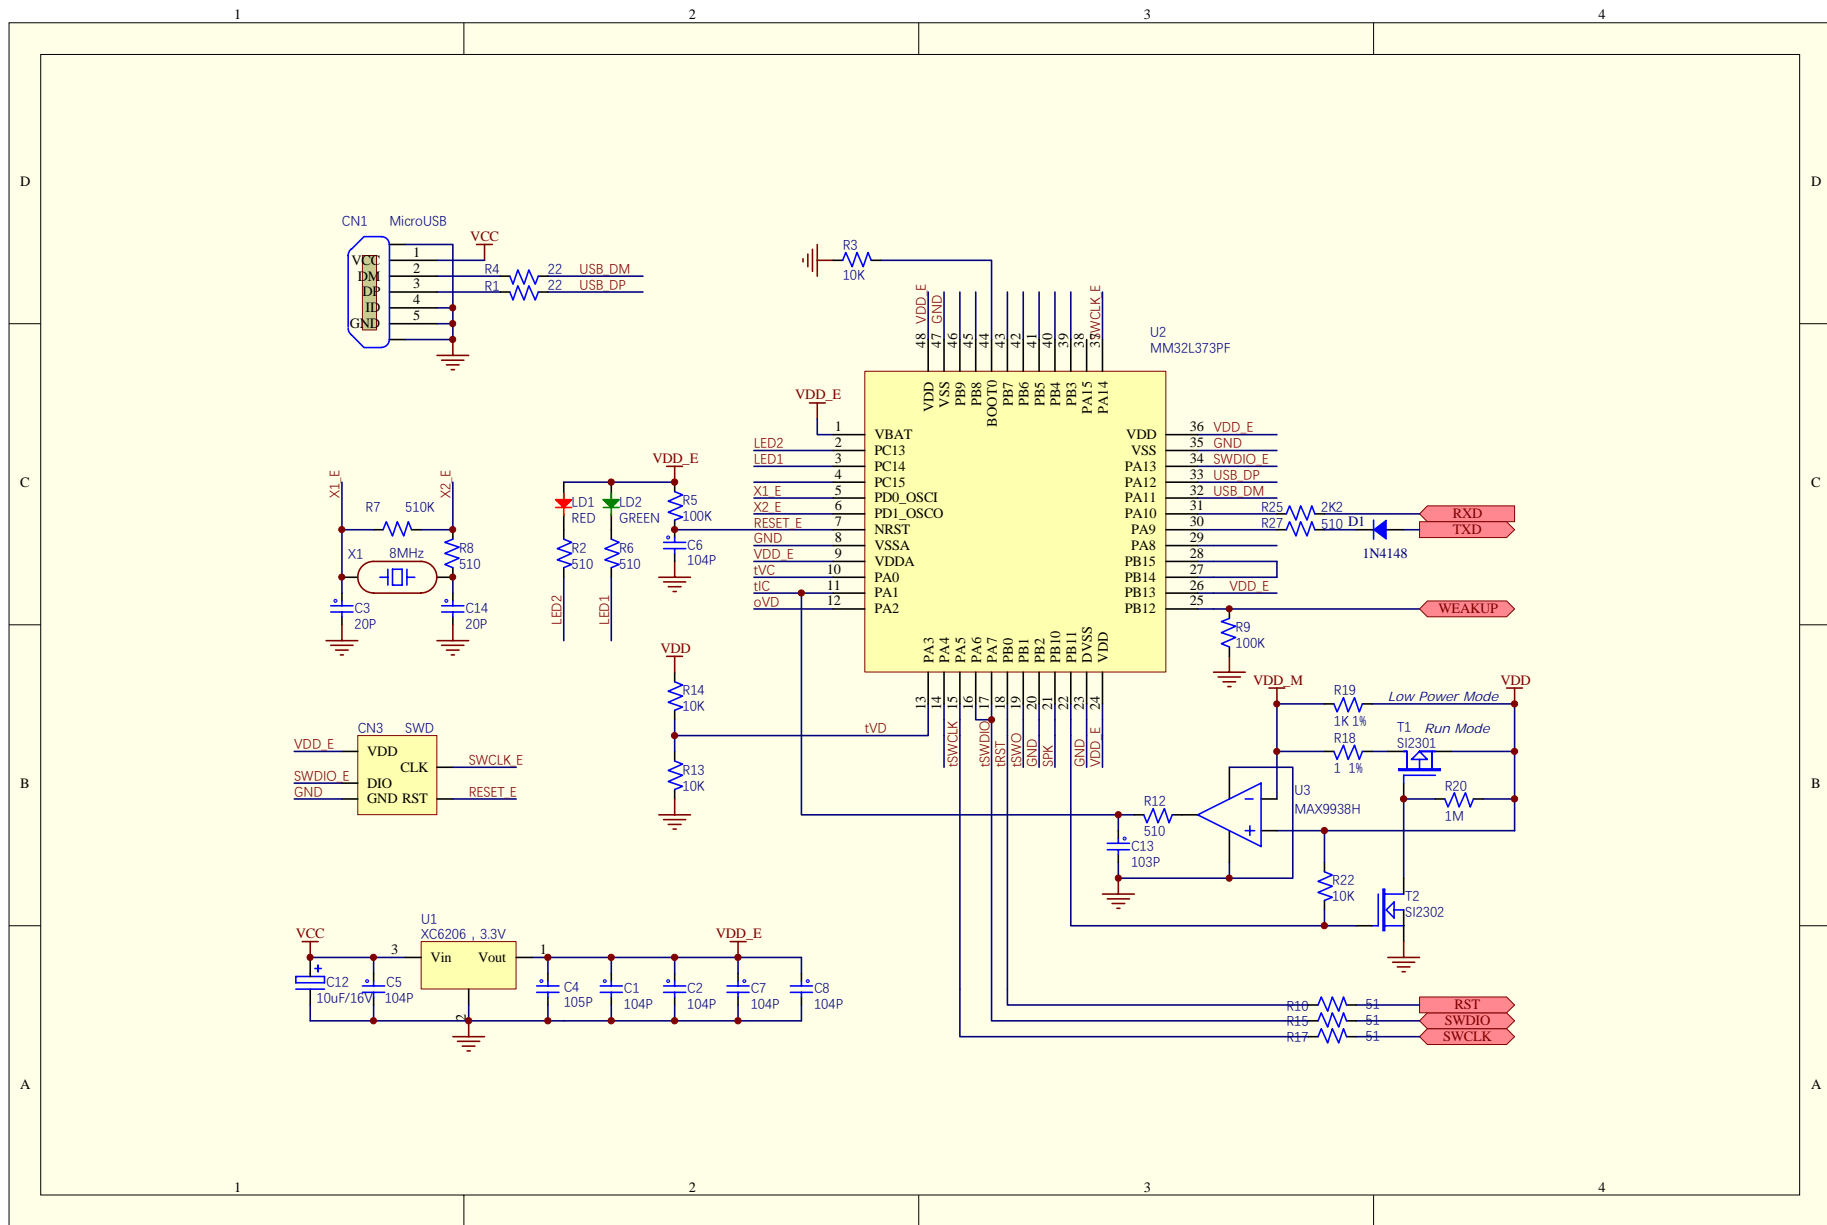 1 2 3 4
D D
CN1 MicroUSB
VCC
VCC 1
DM 2 R4 22 USB_DM
DP 3 R1 22 USB_DP
ID 4
GND 5
R3
10K
VDD_E GND SWCLK_E
48 47 46 45 44 43 42 41 40 39 38 37
U2
MM32L373PF
VDD VSS PB9 PB8 BOOT0 PB7 PB6 PB5 PB4 PB3 PA15 PA14
VDD_E
1 VBAT
LED2 2 PC13
LED1 3 PC14
4 PC15
X1_E 5 PD0_OSCI
X2_E 6 PD1_OSCO
RESET_E 7 NRST
GND 8 VSSA
VDD_E 9 VDDA
tVC 10 PA0
tIC 11 PA1
oVD 12 PA2
VDD 36 VDD_E
VSS 35 GND
PA13 34 SWDIO_E
PA12 33 USB_DP
PA11 32 USB_DM
PA10 31 R25 2K2 RXD
PA9 30 R27 510 D1 TXD
1N4148
PA8 29
PB15 28
PB14 27
PB13 26 VDD_E
PB12 25 WEAKUP
R9
100K
C C
X1_E X2_E
R7 510K
X1 8MHz
R8
510
C3
20P
C14
20P
VDD_E
LD1
RED
LD2
GREEN
R5
100K
R2
510
R6
510
C6
104P
LED2 LED1
PA3 PA4 PA5 PA6 PA7 PB0 PB1 PB2 PB10 PB11 DVSS VDD
13 14 15 16 17 18 19 20 21 22 23 24
tSWCLK tSWDIO tRST tSWO GND SPK GND VDD_E
VDD
R14
10K
tVD
R13
10K
B B
CN3 SWD
VDD_E VDD
CLK SWCLK_E
SWDIO_E DIO
GND GND RST RESET_E
VDD_M VDD
R19 Low Power Mode
1K 1%
T1 Run Mode
R18 SI2301
1 1%
R20
1M
U3
MAX9938H
R12
510
C13
103P
R22
10K
T2
SI2302
VCC
U1
XC6206 , 3.3V
VDD_E
3 Vin Vout 1
2
C12
10uF/16V
C5
104P
C4
105P
C1
104P
C2
104P
C7
104P
C8
104P
R10 51 RST
R15 51 SWDIO
R17 51 SWCLK
A A
1 2 3 4